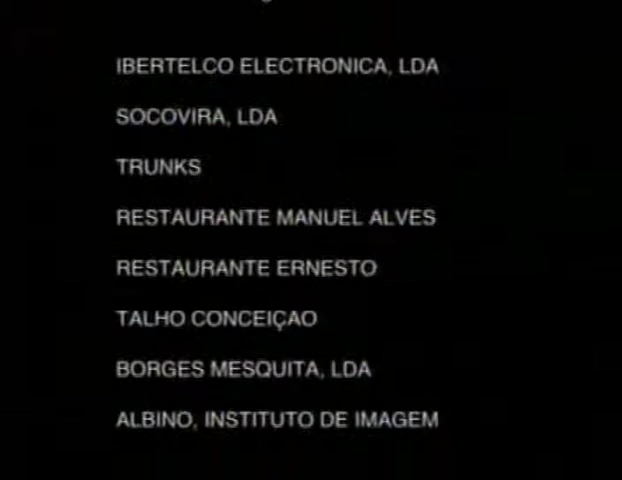 IBERTELCO ELECTRONICA, LDA
SOCOVIRA, LDA
TRUNKS
RESTAURANTE MANUEL ALVES
RESTAURANTE ERNESTO
TALHO CONCEIÇAO
BORGES MESQUITA, LDA
ALBINO, INSTITUTO DE IMAGEM